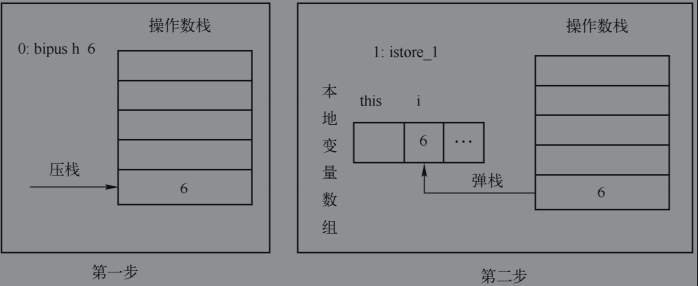 操作数栈
0: bipus h 6
压栈
6
第一步
操作数栈
1: istore_1
本地变量数组
this i
6 …
弹栈
6
第二步